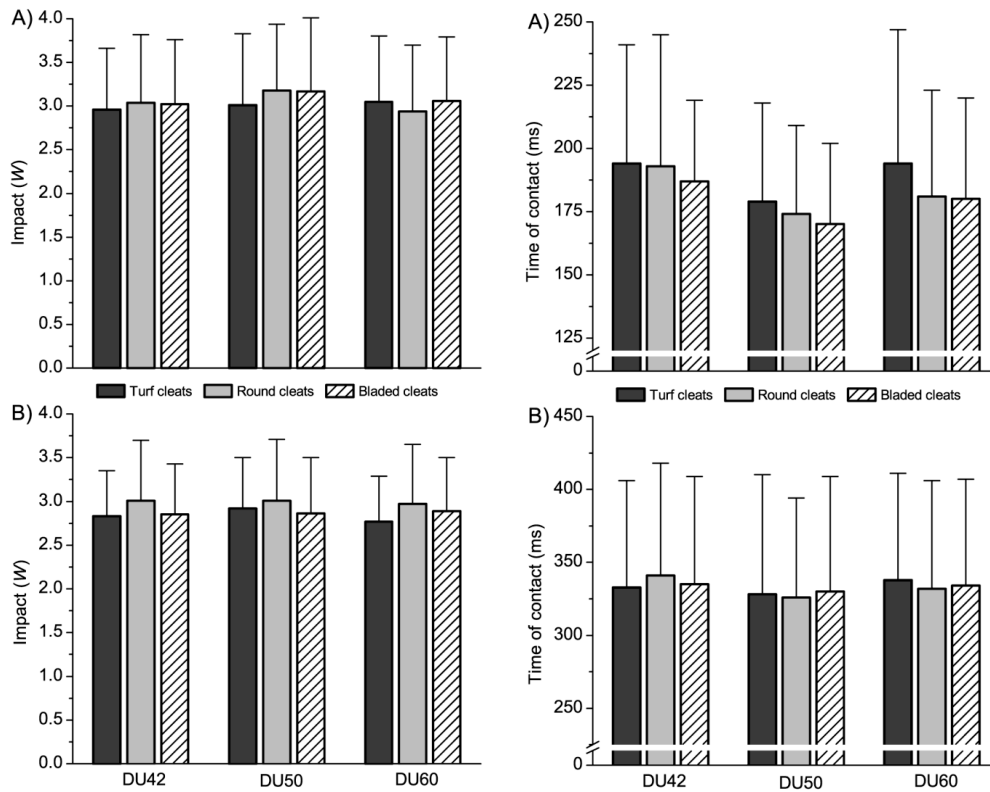 A)
4.0
3.5
3.0
2.5
2.0
1.5
1.0
0.5
0.0
Impact (W)
A)
250
225
200
175
150
125
0
Time of contact (ms)
Turf cleats Round cleats Bladed cleats
Turf cleats Round cleats Bladed cleats
B)
4.0
3.5
3.0
2.5
2.0
1.5
1.0
0.5
0.0
Impact (W)
DU42 DU50 DU60
B)
450
400
350
300
250
0
Time of contact (ms)
DU42 DU50 DU60